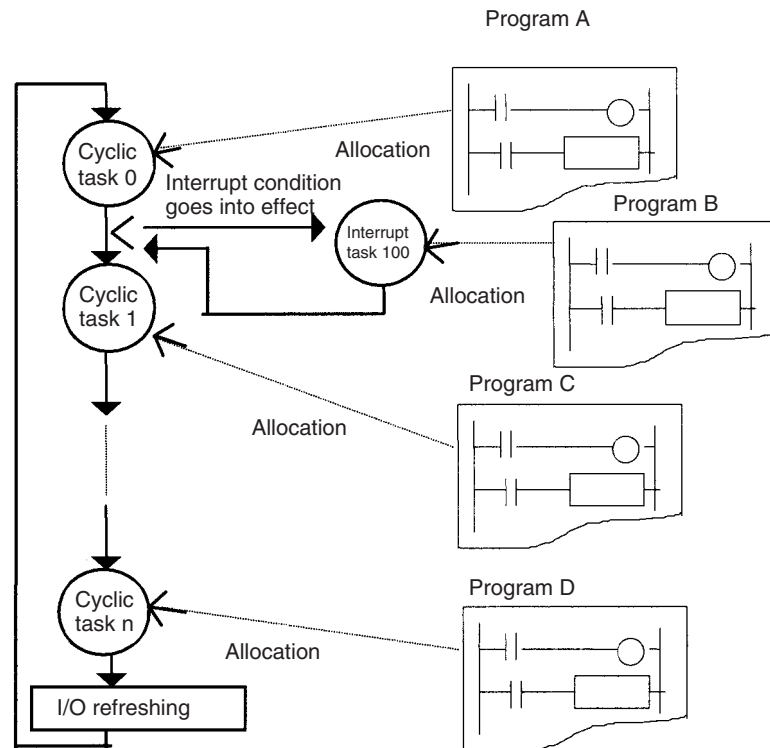 Program A
Cyclic
task 0
Allocation
Interrupt condition
goes into effect
Program B
Interrupt
task 100
Allocation
Cyclic
task 1
Program C
Allocation
Program D
Cyclic
task n
Allocation
I/O refreshing